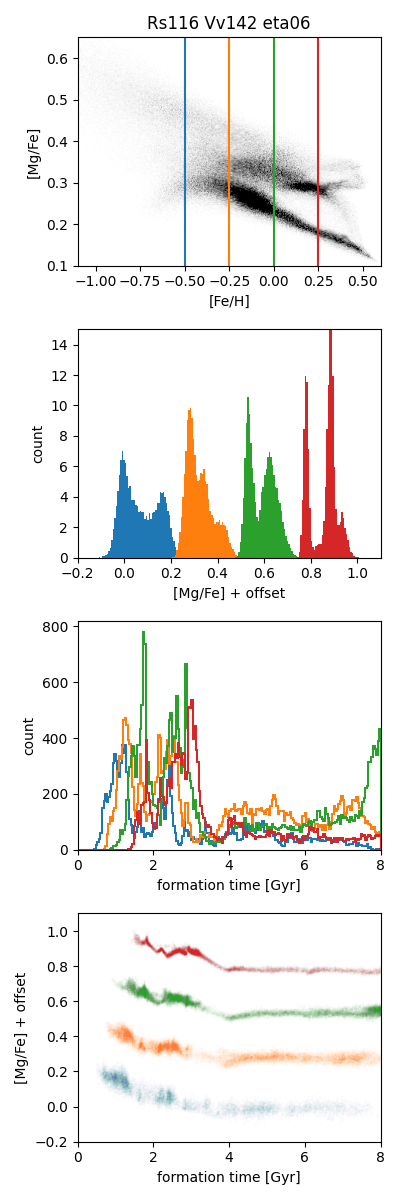 Rs116 Vv142 eta06
[Mg/Fe]
0.6
0.5
0.4
0.3
0.2
0.1
−1.00 −0.75 −0.50 −0.25 0.00 0.25 0.50
[Fe/H]
count
14
12
10
8
6
4
2
0
−0.2 0.0 0.2 0.4 0.6 0.8 1.0
[Mg/Fe] + offset
count
800
600
400
200
0
0 2 4 6 8
formation time [Gyr]
[Mg/Fe] + offset
1.0
0.8
0.6
0.4
0.2
0.0
−0.2
0 2 4 6 8
formation time [Gyr]